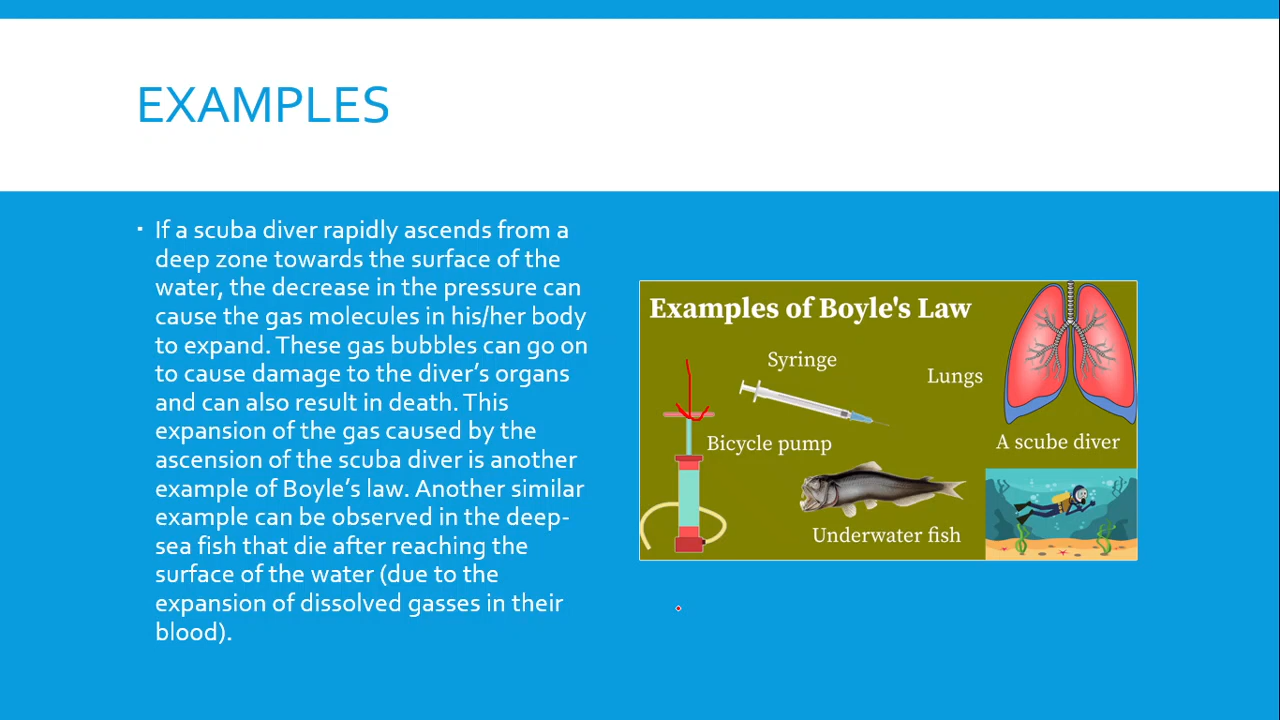 EXAMPLES
▪ If a scuba diver rapidly ascends from a
deep zone towards the surface of the
water, the decrease in the pressure can
cause the gas molecules in his/her body
to expand. These gas bubbles can go on
to cause damage to the diver's organs
and can also result in death. This
expansion of the gas caused by the
ascension of the scuba diver is another
example of Boyle's law. Another similar
example can be observed in the deep-
sea fish that die after reaching the
surface of the water (due to the
expansion of dissolved gasses in their
blood).
Examples of Boyle's Law
Syringe
Lungs
Bicycle pump
A scube diver
Underwater fish